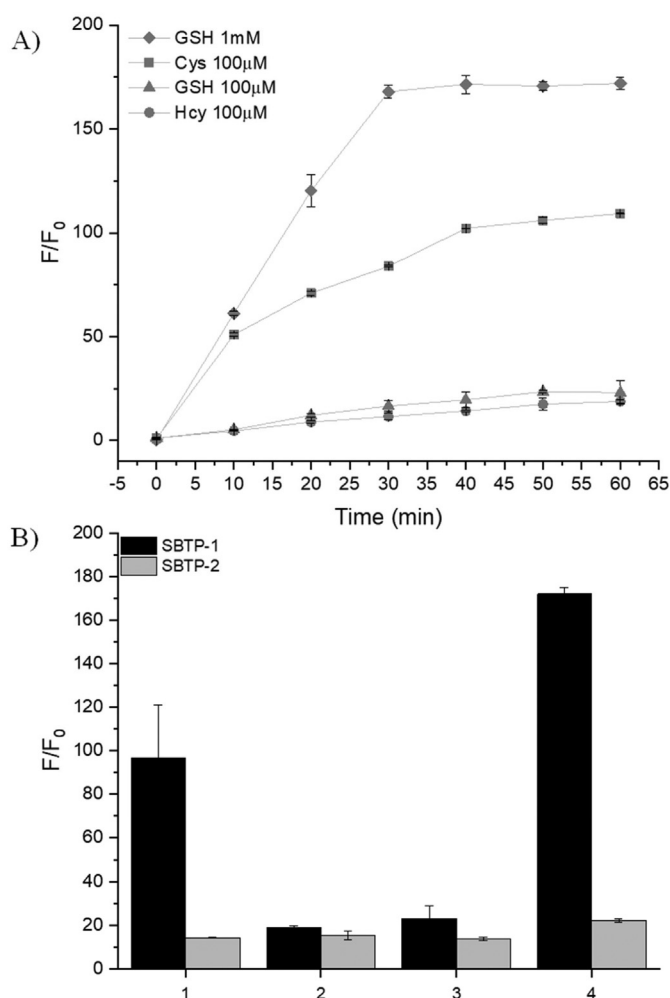 A)
200
150
100
50
0
F/F0
GSH 1mM
Cys 100μM
GSH 100μM
Hcy 100μM
-5 0 5 10 15 20 25 30 35 40 45 50 55 60 65
Time (min)
B)
200
180
160
140
120
100
80
60
40
20
0
F/F0
SBTP-1
SBTP-2
1 2 3 4